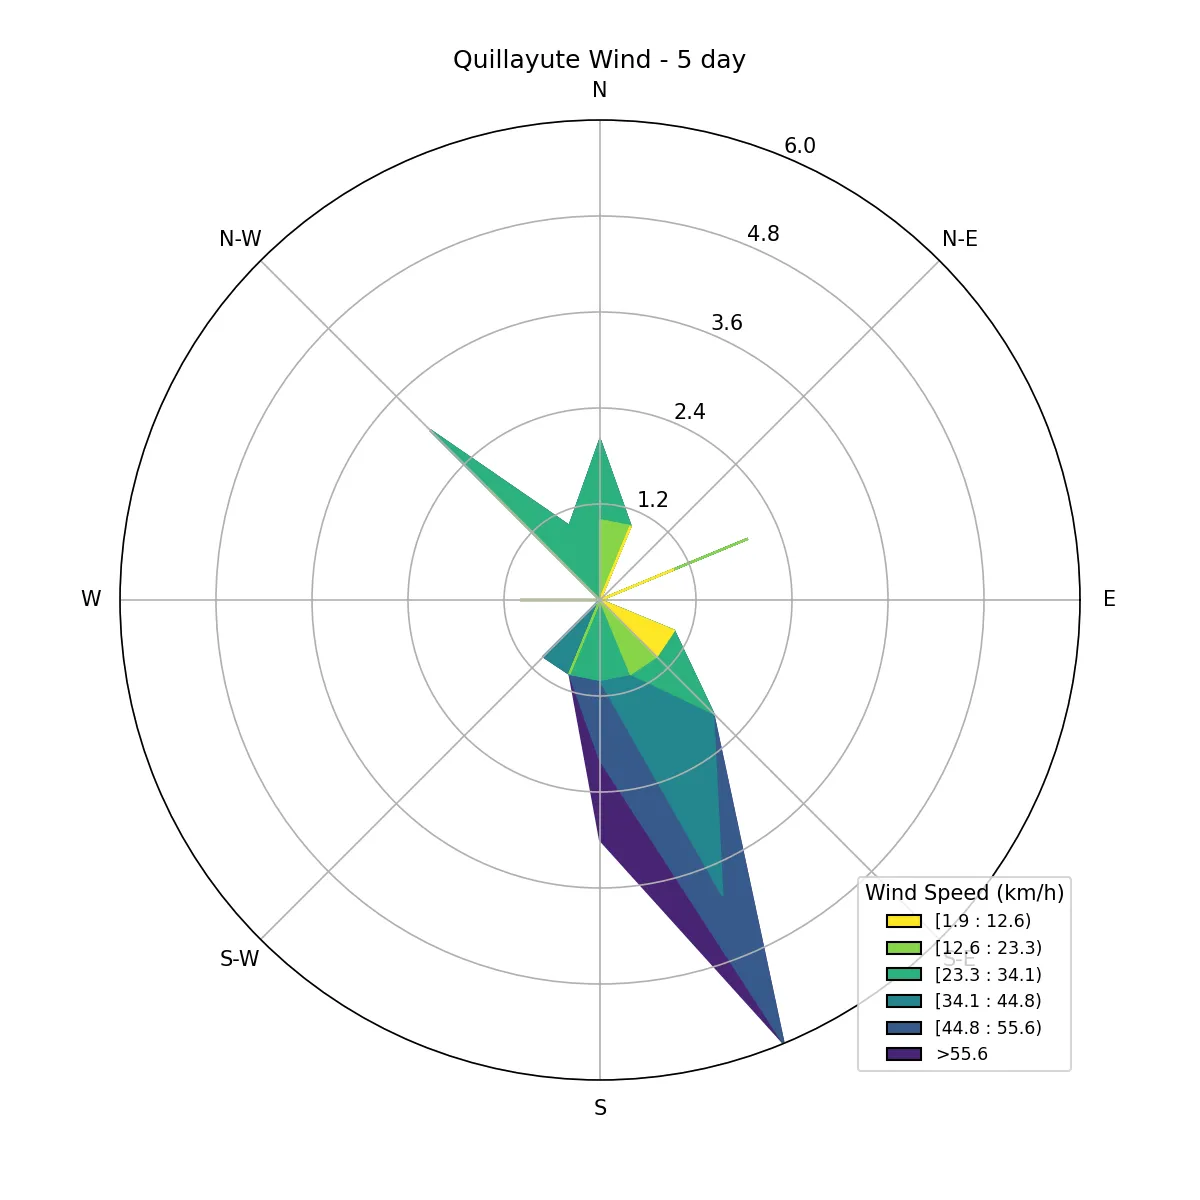 Quillayute Wind - 5 day
N
6.0
N-W
4.8
N-E
3.6
2.4
1.2
W
E
Wind Speed (km/h)
[1.9 : 12.6)
[12.6 : 23.3)
S-W
S-E
[23.3 : 34.1)
[34.1 : 44.8)
[44.8 : 55.6)
>55.6
S